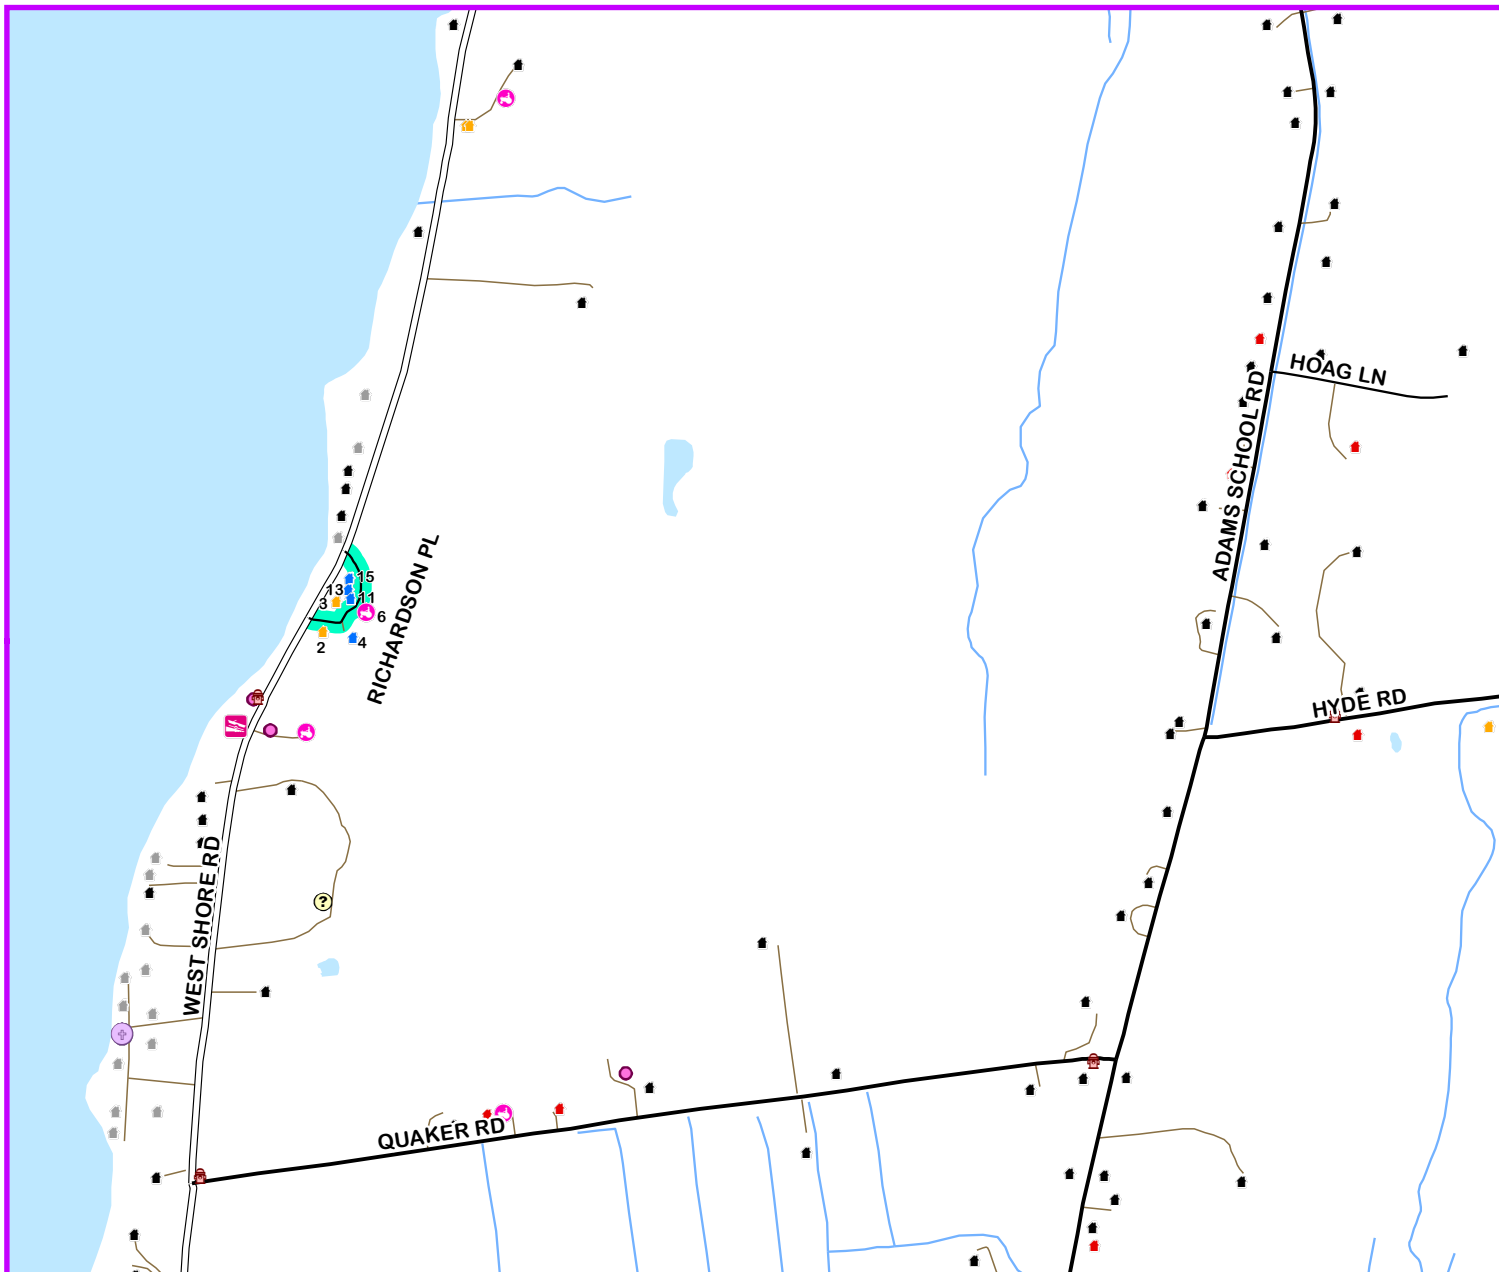 HOAG LN
ADAMS SCHOOL RD
RICHARDSON PL
15
13
11
3
6
2
4
HYDE RD
WEST SHORE RD
?
QUAKER RD